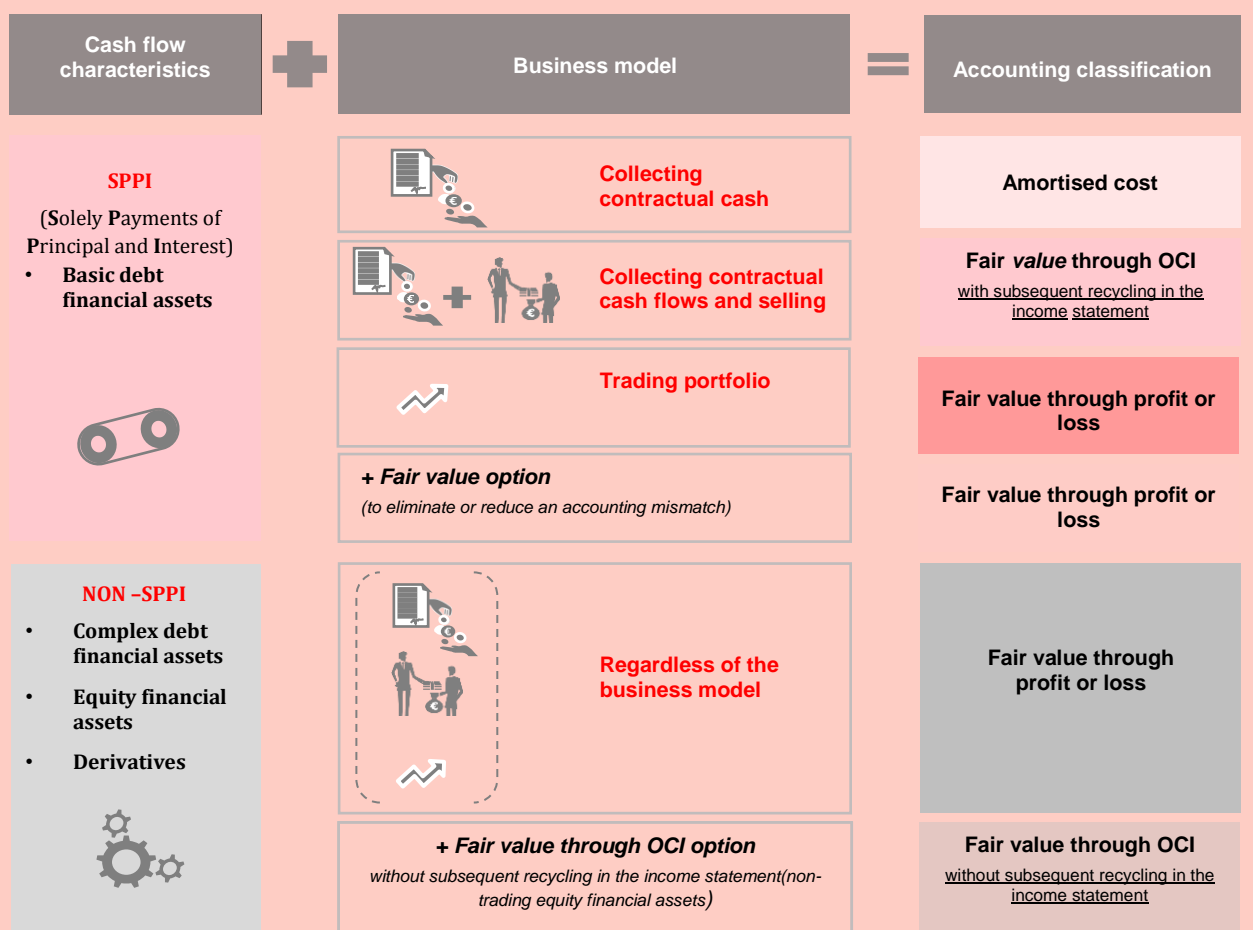 Cash flow
characteristics
Business model
Accounting classification
SPPI
(Solely Payments of
Principal and Interest)
• Basic debt
financial assets
Collecting
contractual cash
Amortised cost
Collecting contractual
cash flows and selling
Fair value through OCI
with subsequent recycling in the
income statement
Trading portfolio
Fair value through profit or
loss
+ Fair value option
(to eliminate or reduce an accounting mismatch)
Fair value through profit or
loss
NON –SPPI
• Complex debt
financial assets
• Equity financial
assets
• Derivatives
Regardless of the
business model
Fair value through
profit or loss
+ Fair value through OCI option
without subsequent recycling in the income statement(non-
trading equity financial assets)
Fair value through OCI
without subsequent recycling in the
income statement